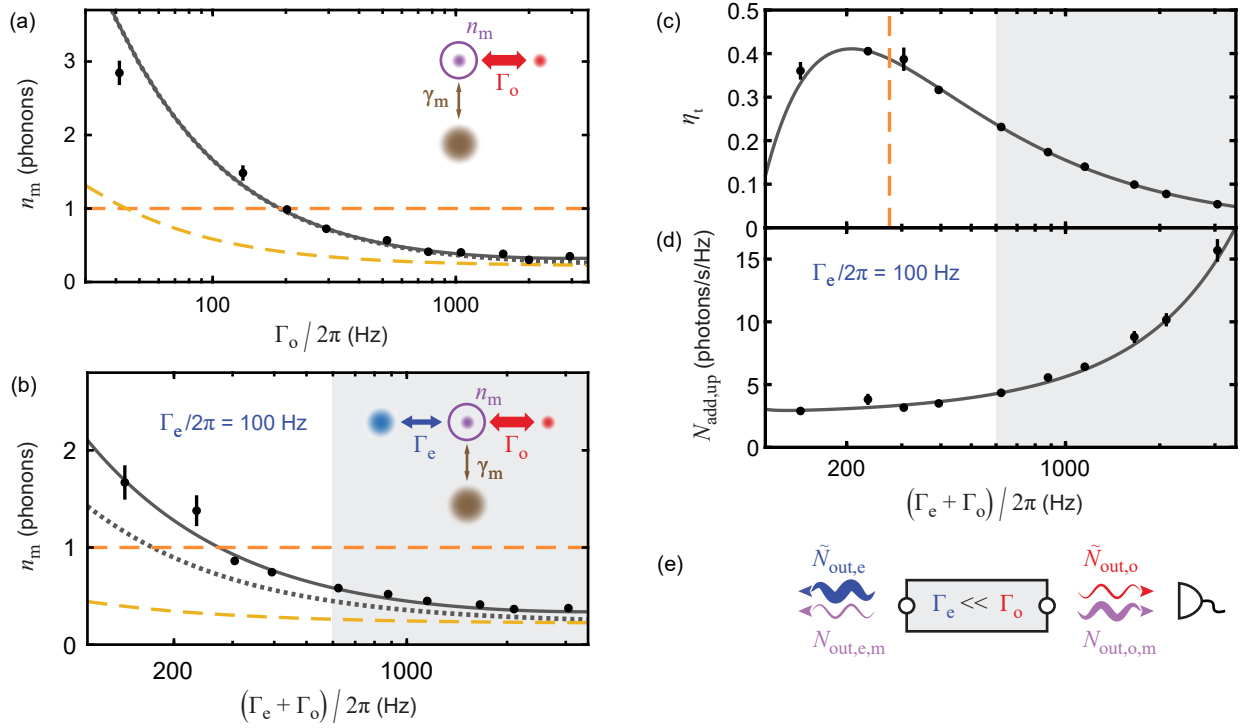 (a)
n_m (phonons)
3
2
1
0
100
1000
Γ_o / 2π (Hz)
n_m
Γ_o
γ_m
(b)
n_m (phonons)
2
1
0
200
1000
(Γ_e + Γ_o) / 2π (Hz)
Γ_e/2π = 100 Hz
n_m
Γ_e
Γ_o
γ_m
(c)
η_t
0.5
0.4
0.3
0.2
0.1
0
(d)
N_add,up (photons/s/Hz)
15
10
5
0
Γ_e/2π = 100 Hz
200
1000
(Γ_e + Γ_o) / 2π (Hz)
(e)
Ñ_out,e
Ñ_out,o
Γ_e << Γ_o
N_out,e,m
N_out,o,m